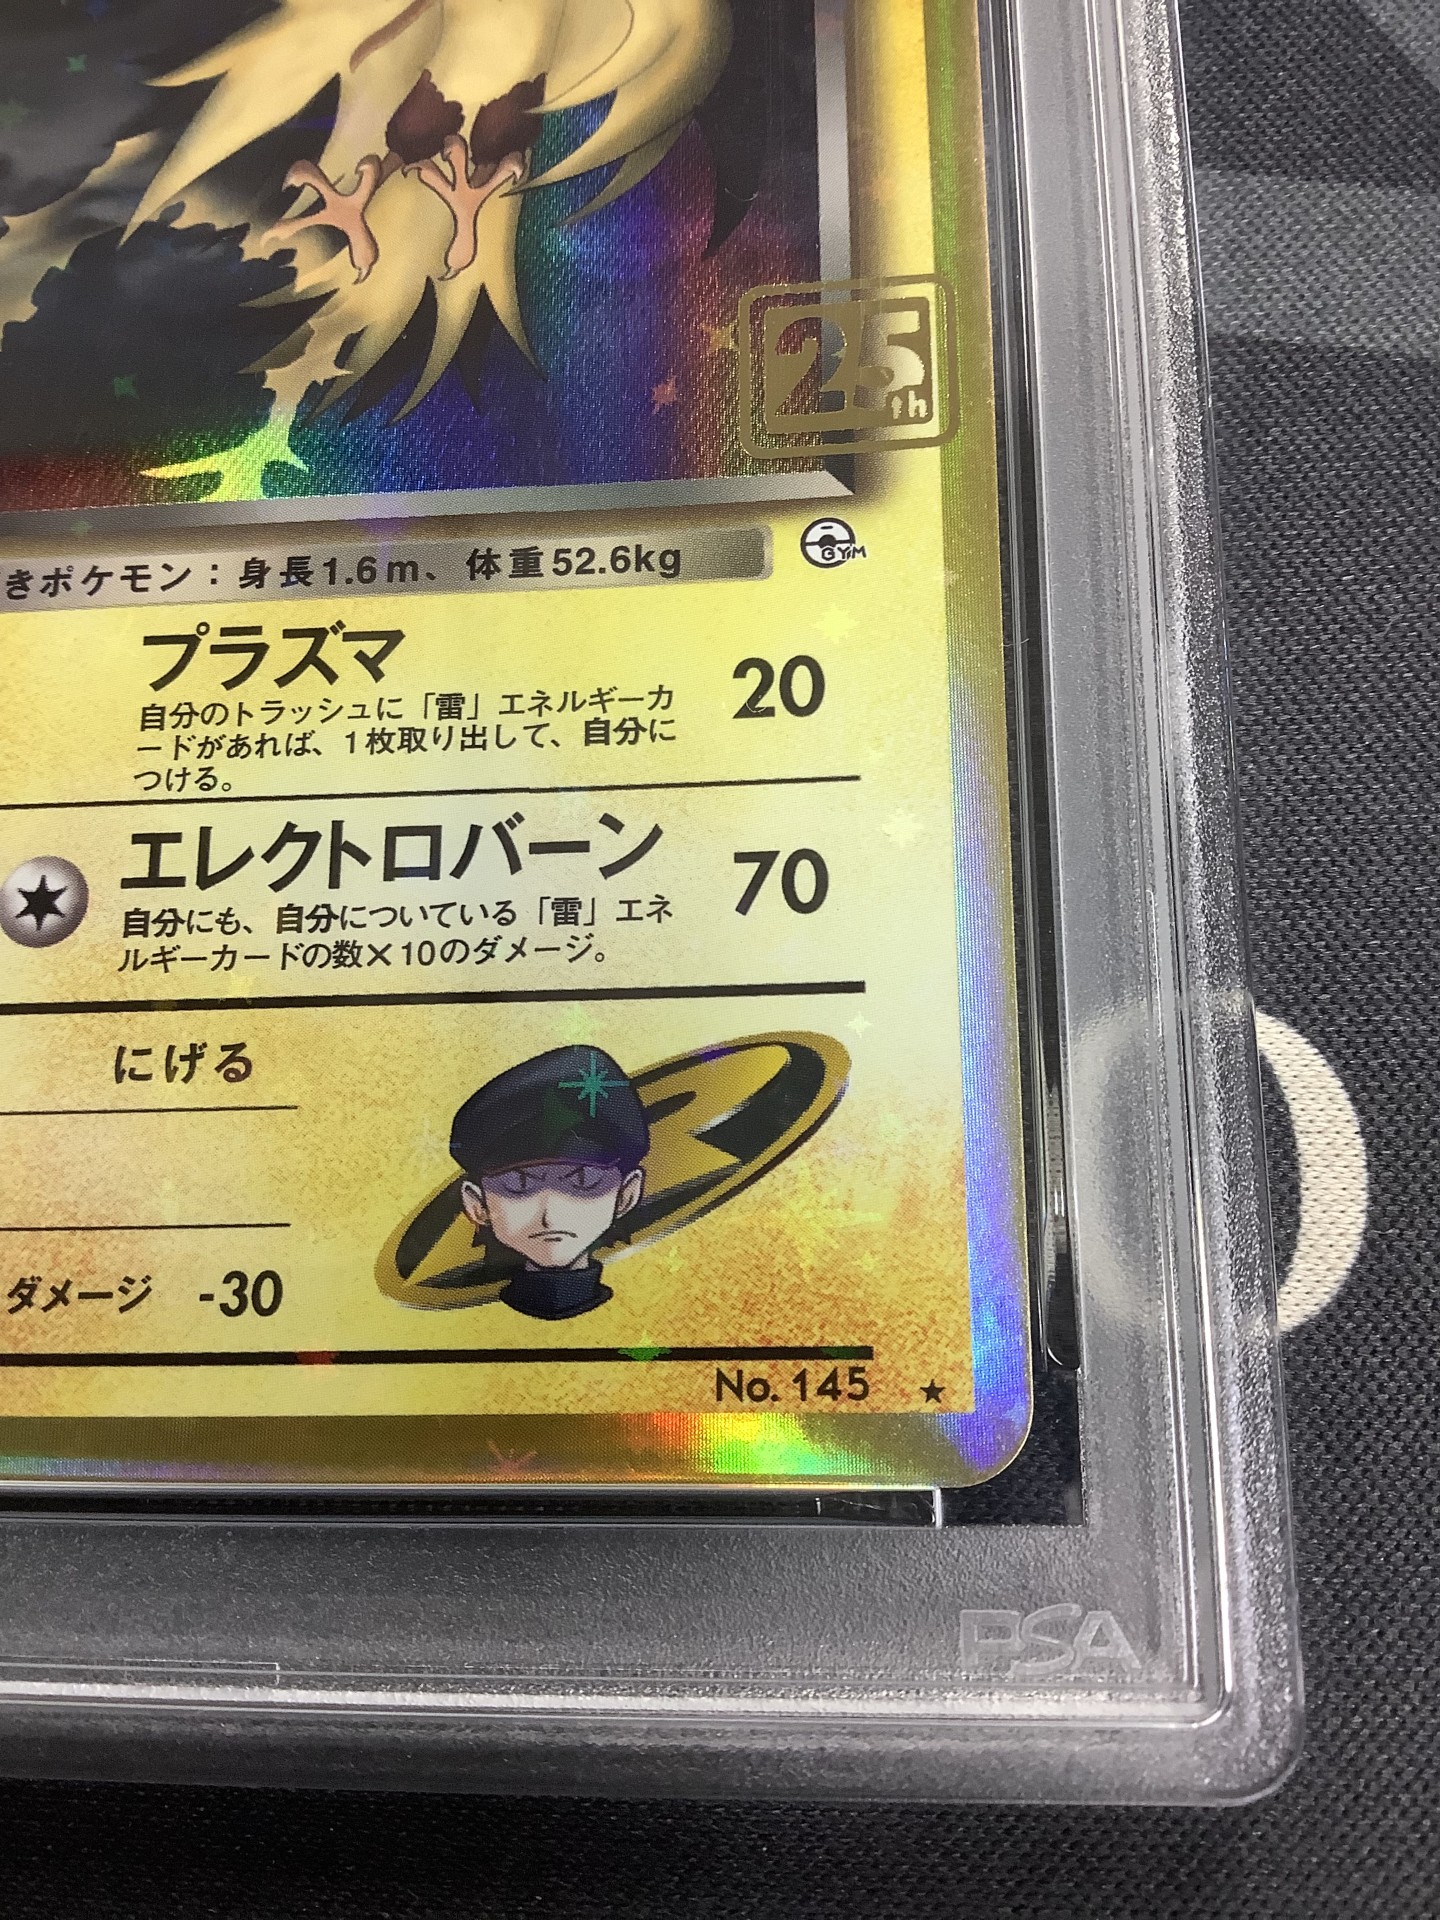 25th
きポケモン：身長1.6m、体重52.6kg
GYM
プラズマ 20
自分のトラッシュに「雷」エネルギーカ
ードがあれば、1枚取り出して、自分に
つける。
エレクトロバーン 70
自分にも、自分についている「雷」エネ
ルギーカードの数×10のダメージ。
にげる
ダメージ -30
No.145 ★
PSA